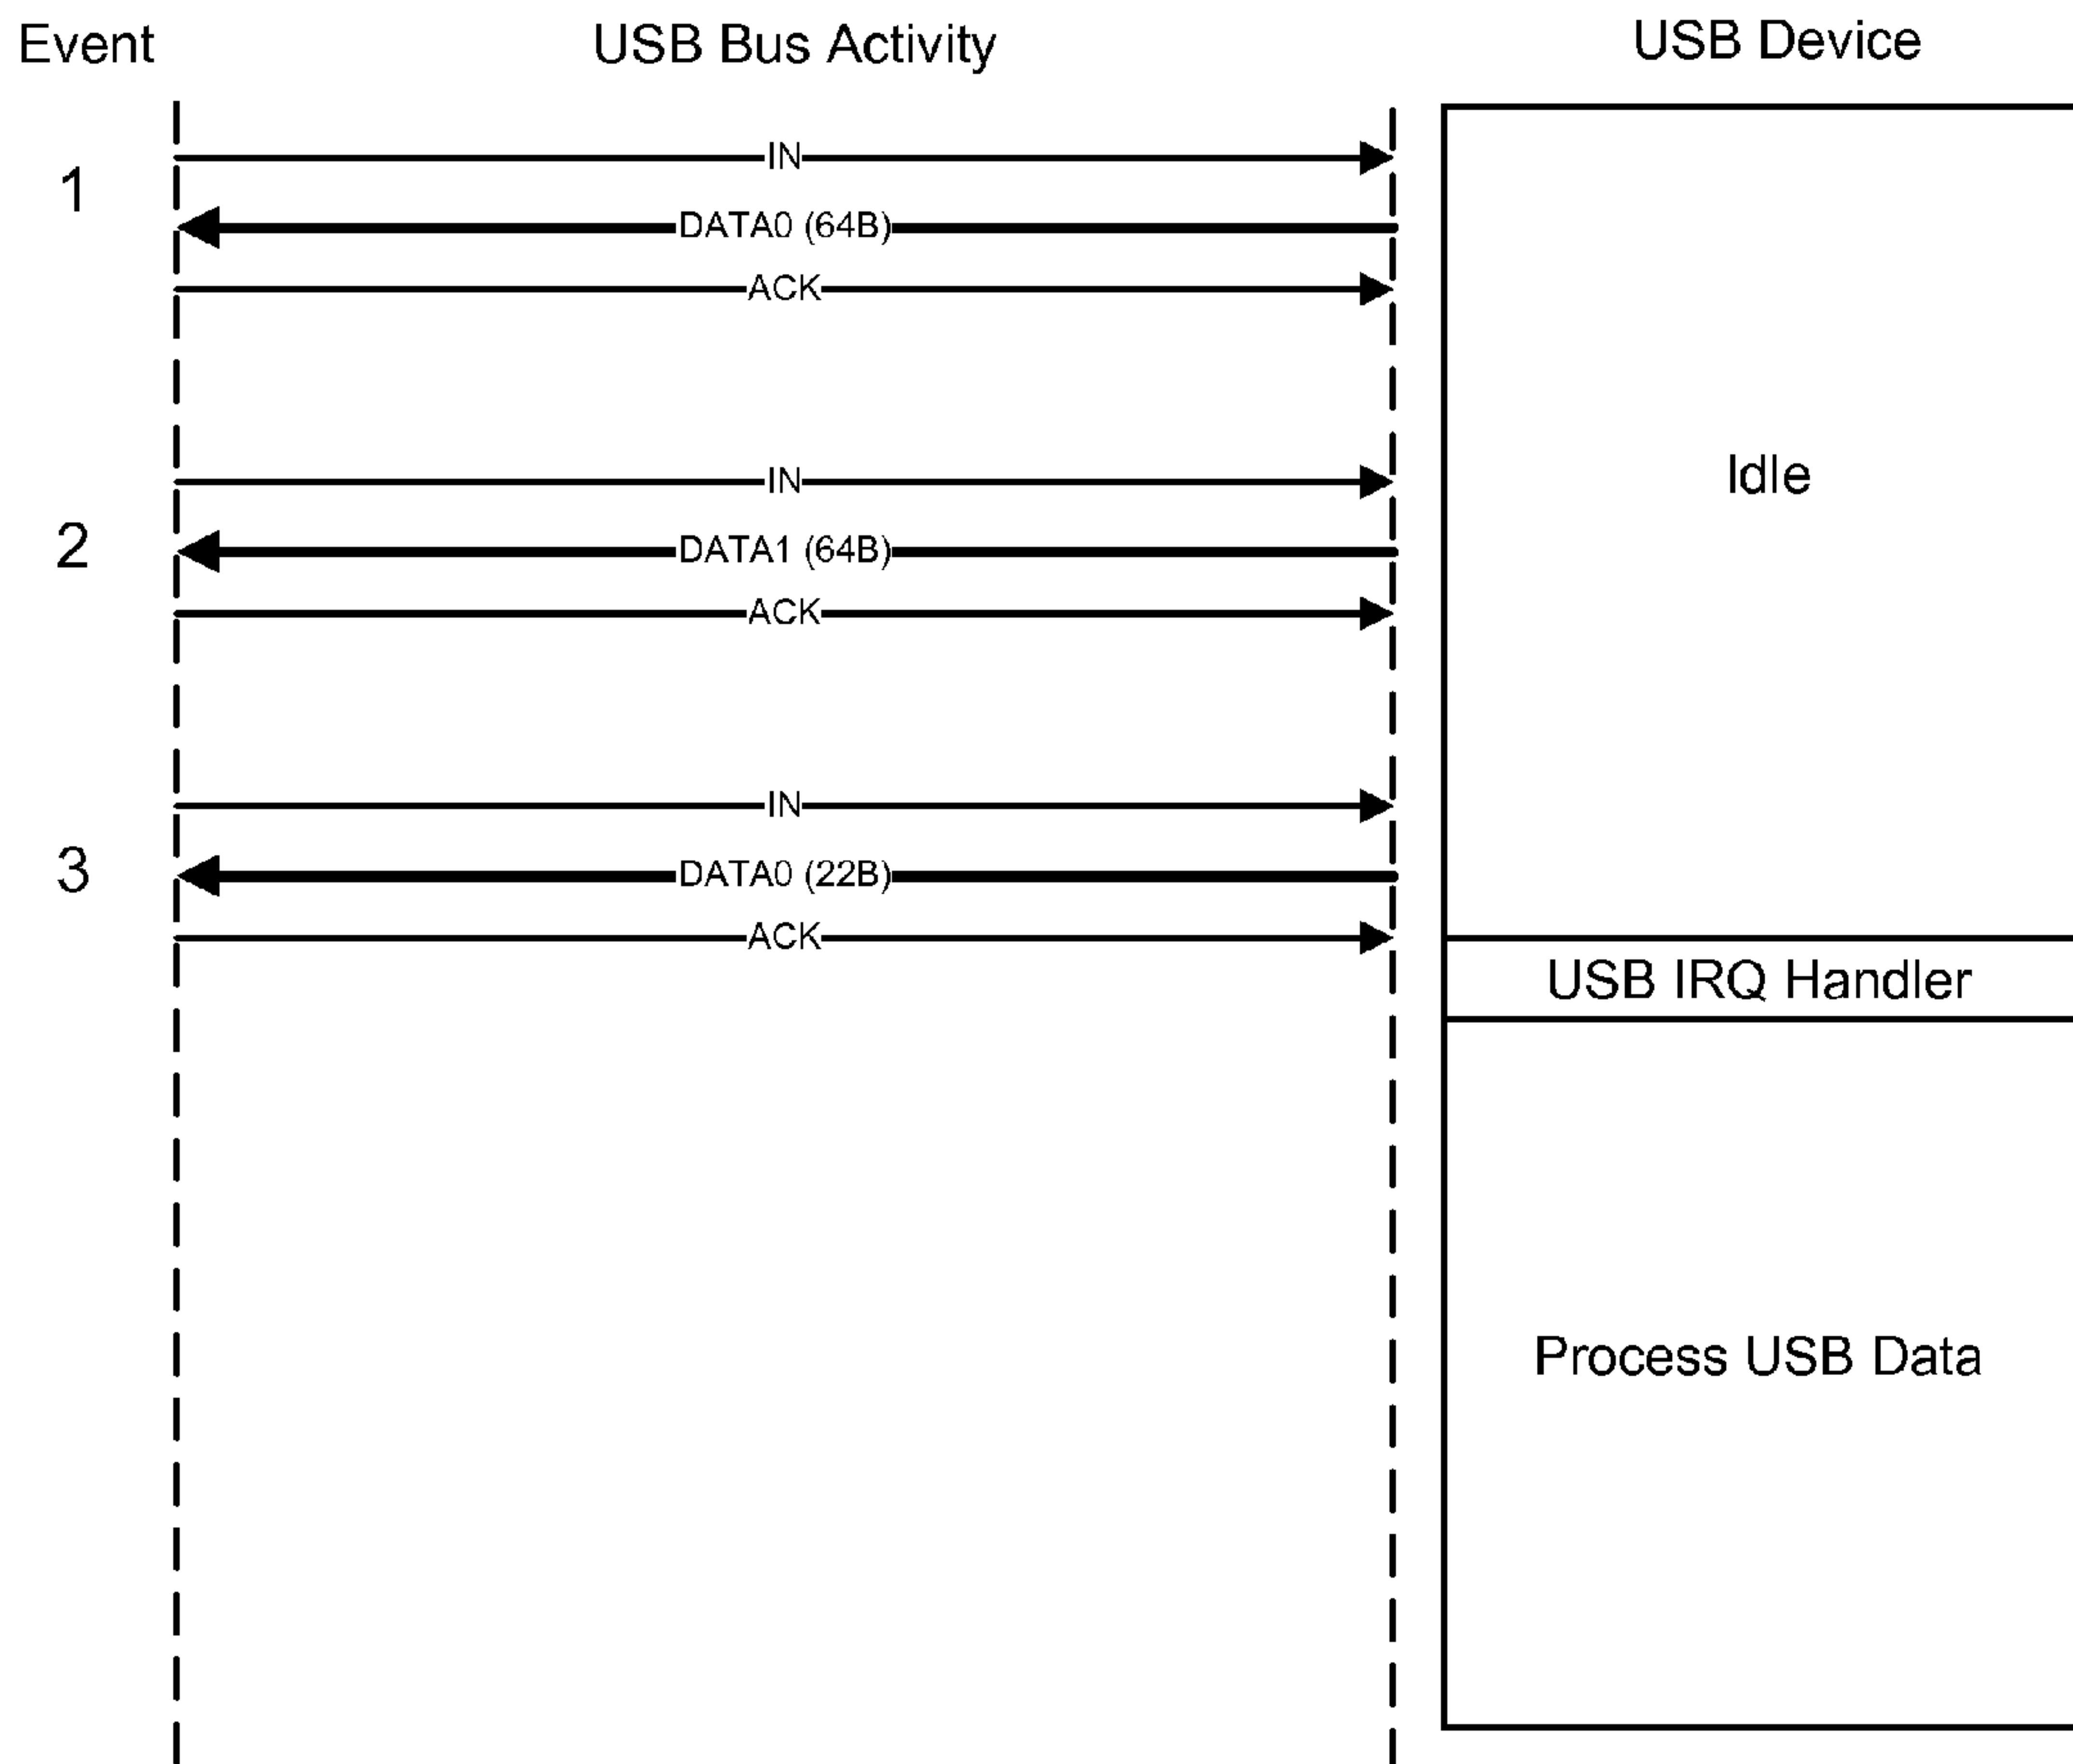 Event
USB Bus Activity
USB Device
1
IN
DATA0 (64B)
ACK
2
IN
DATA1 (64B)
ACK
Idle
3
IN
DATA0 (22B)
ACK
USB IRQ Handler
Process USB Data